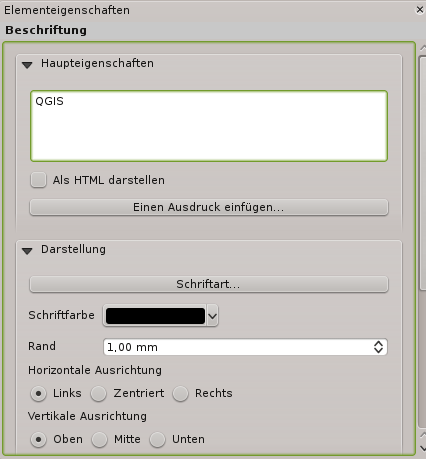 Elementeigenschaften
Beschriftung
Haupteigenschaften
QGIS
Als HTML darstellen
Einen Ausdruck einfügen...
Darstellung
Schriftart...
Schriftfarbe
Rand 1,00 mm
Horizontale Ausrichtung
Links Zentriert Rechts
Vertikale Ausrichtung
Oben Mitte Unten